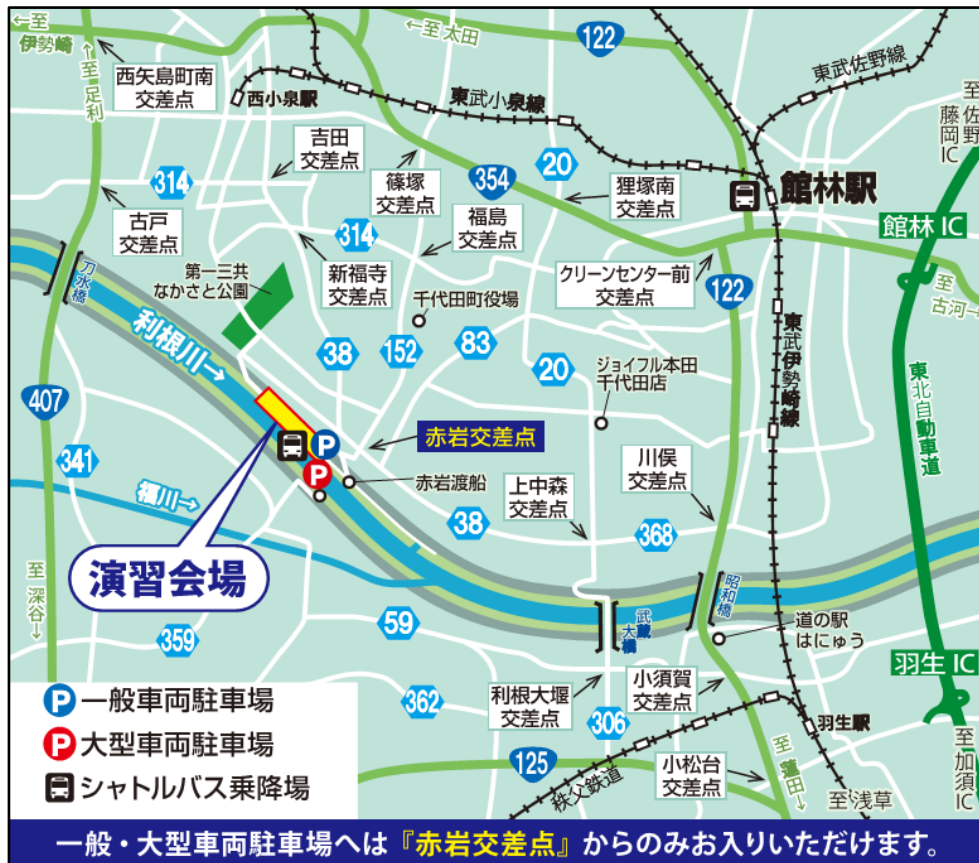 ←至
伊勢崎
←至太田
122
←至足利
西矢島町南
交差点
西小泉駅
東武小泉線
東武佐野線
至佐野
藤岡IC
吉田
交差点
314
篠塚
交差点
354
20
狸塚南
交差点
館林駅
館林 IC
古戸
交差点
314
福島
交差点
新福寺
交差点
クリーンセンター前
交差点
122
至
古河→
刀水橋
第一三共
なかさと公園
千代田町役場
利根川→
38
152
83
20
ジョイフル本田
千代田店
東武伊勢崎線
東北自動車道
407
341
P
赤岩交差点
P
赤岩渡船
上中森
交差点
川俣
交差点
福川→
38
368
演習会場
至深谷→
359
59
武蔵
大橋
昭和橋
道の駅
はにゅう
羽生 IC
362
利根大堰
交差点
小須賀
交差点
306
羽生駅
125
秩父鉄道
小松台
交差点
至蓮田→
至浅草
至加須IC
P 一般車両駐車場
P 大型車両駐車場
シャトルバス乗降場
一般・大型車両駐車場へは『赤岩交差点』からのみお入りいただけます。